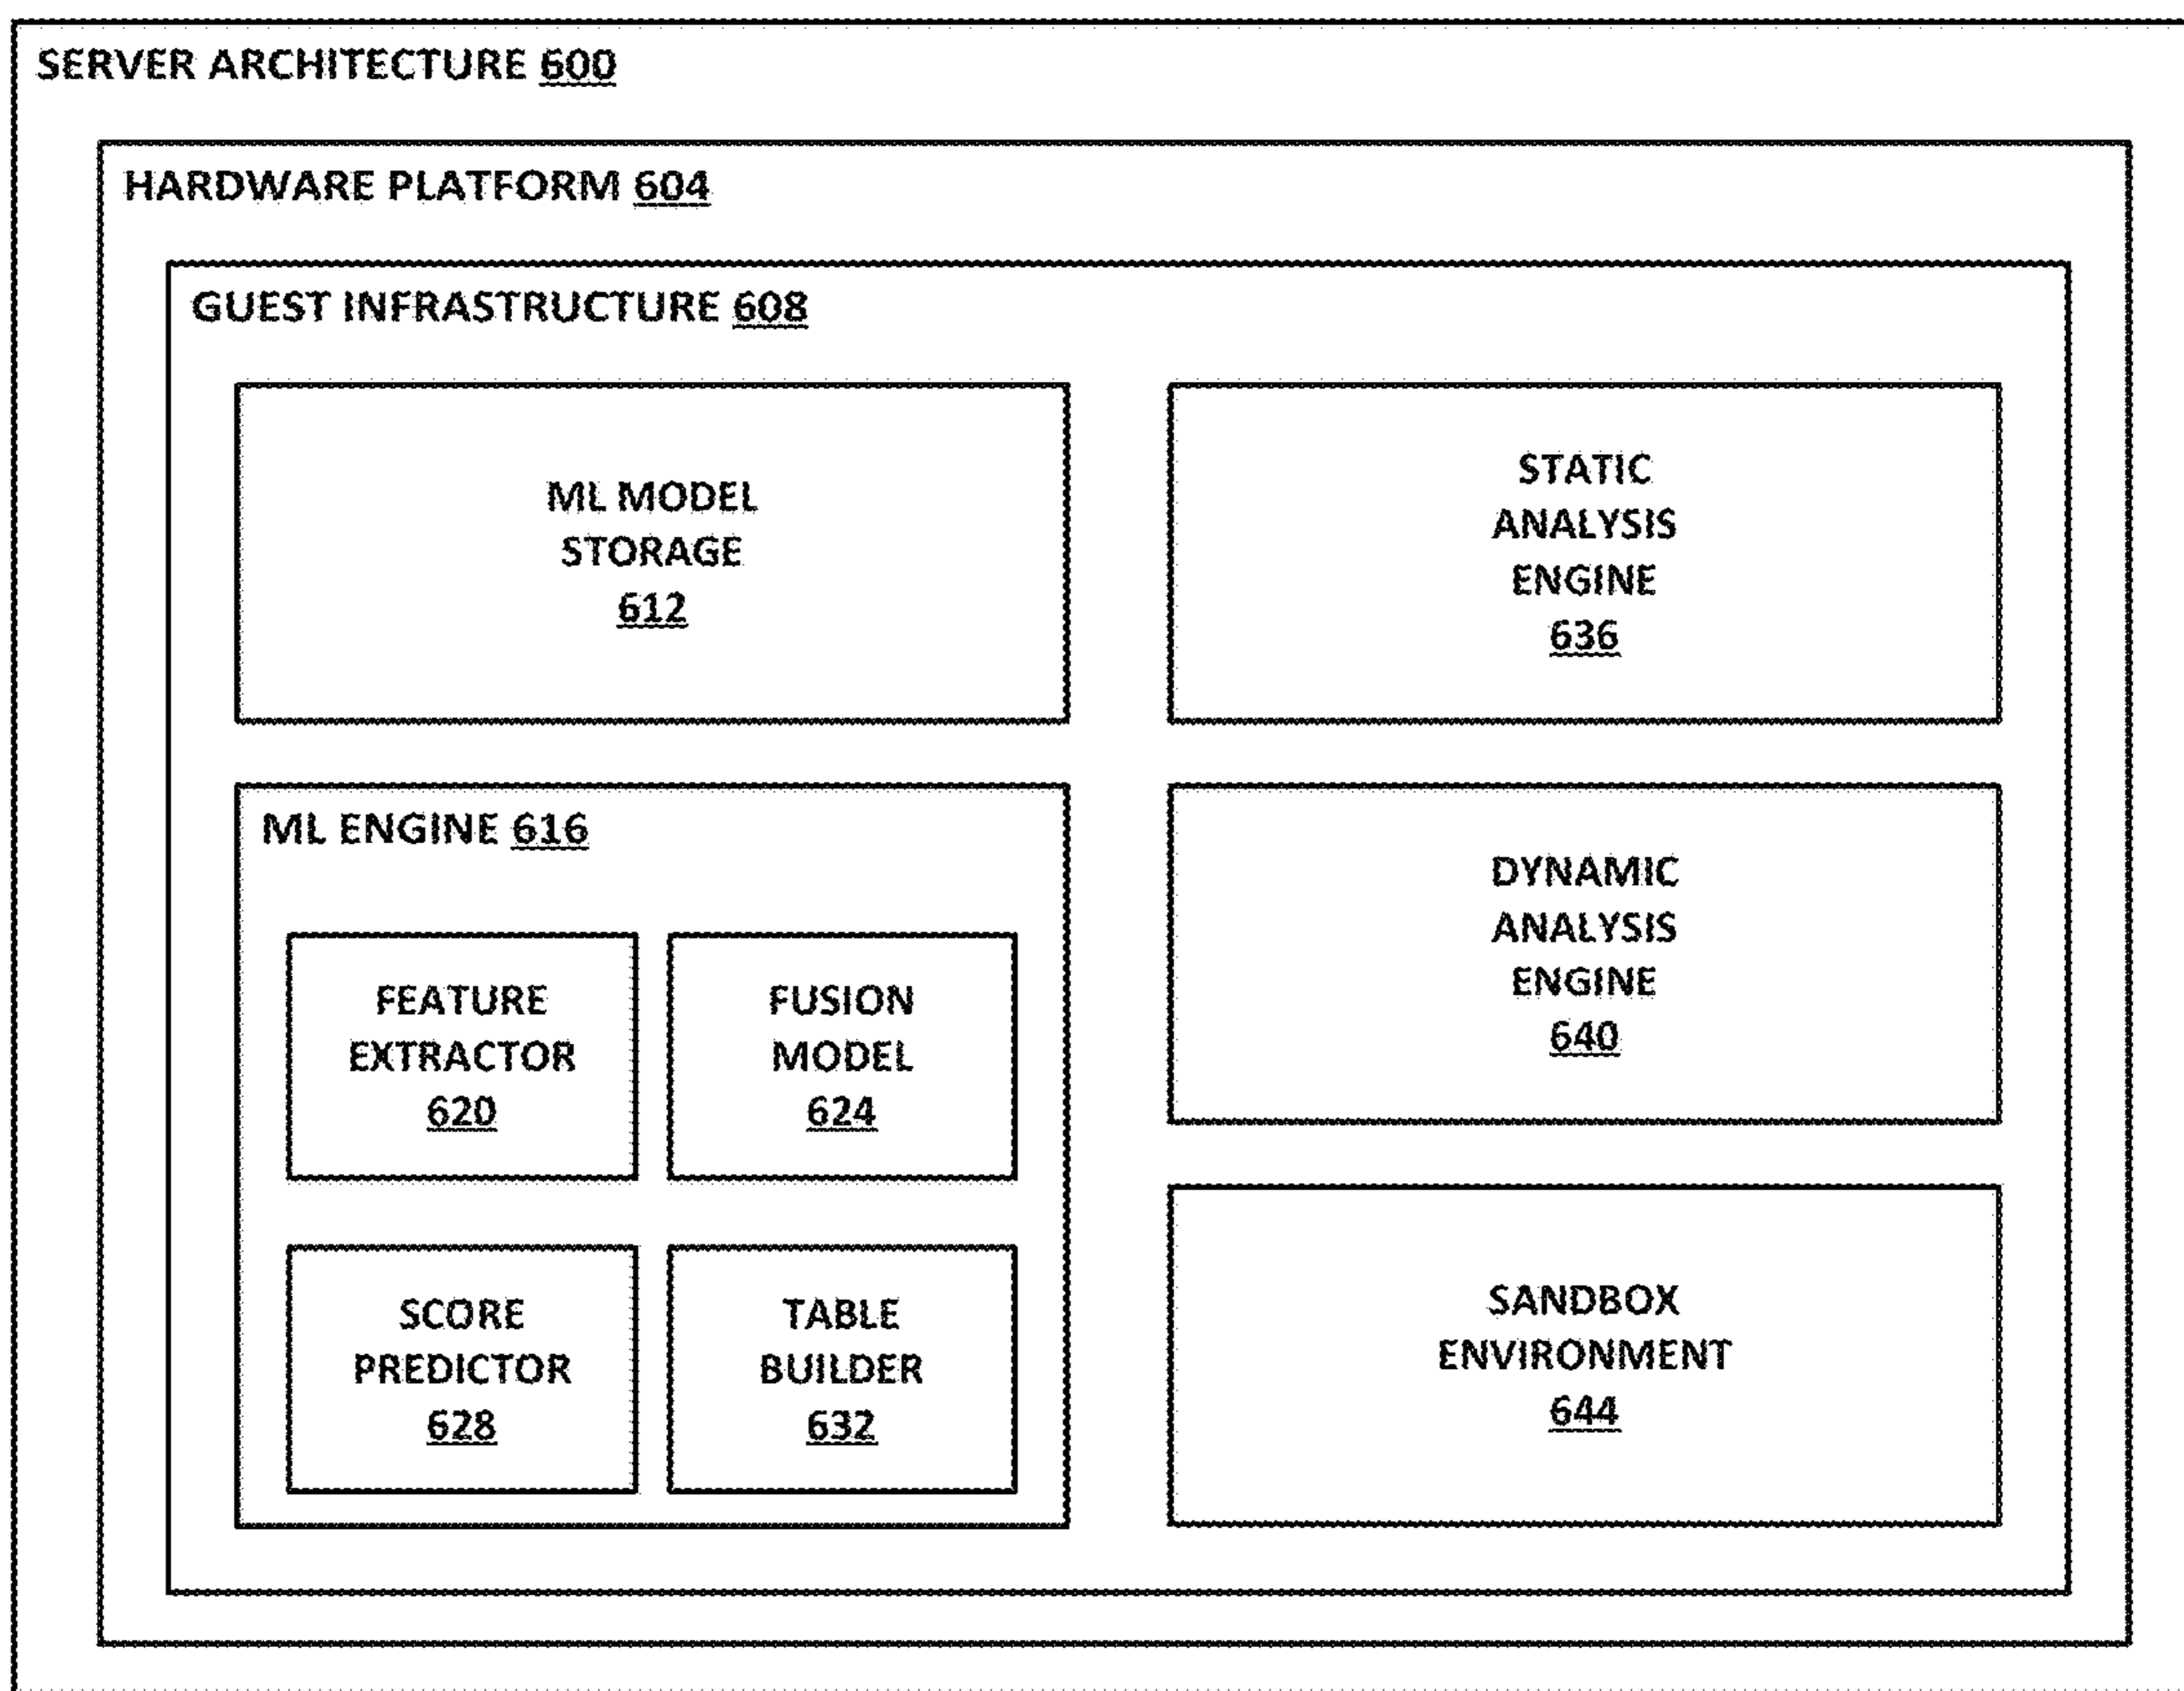 SERVER ARCHITECTURE 600
HARDWARE PLATFORM 604
GUEST INFRASTRUCTURE 608
ML MODEL
STORAGE
612
STATIC
ANALYSIS
ENGINE
636
ML ENGINE 616
FEATURE
EXTRACTOR
620
FUSION
MODEL
624
SCORE
PREDICTOR
628
TABLE
BUILDER
632
DYNAMIC
ANALYSIS
ENGINE
640
SANDBOX
ENVIRONMENT
644